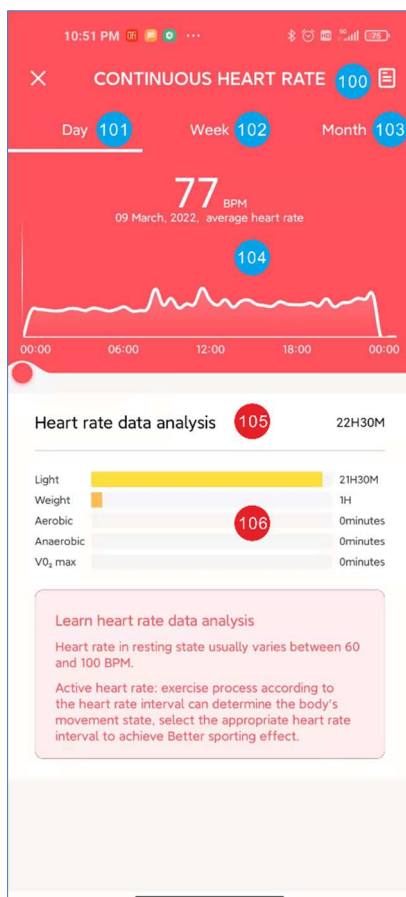 10:51 PM
75
CONTINUOUS HEART RATE 100
Day 101 Week 102 Month 103
77 BPM
09 March, 2022, average heart rate
104
00:00 06:00 12:00 18:00 00:00
Heart rate data analysis 105 22H30M
Light 21H30M
Weight 1H
Aerobic 0minutes
106
Anaerobic 0minutes
V0₂ max 0minutes
Learn heart rate data analysis
Heart rate in resting state usually varies between 60
and 100 BPM.
Active heart rate: exercise process according to
the heart rate interval can determine the body's
movement state, select the appropriate heart rate
interval to achieve Better sporting effect.